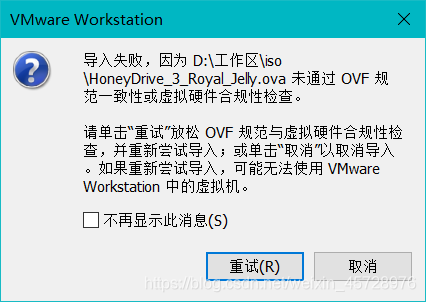 VMware Workstation
导入失败，因为 D:\工作区\iso
\HoneyDrive_3_Royal_Jelly.ova 未通过 OVF 规
范一致性或虚拟硬件合规性检查。
请单击“重试”放松 OVF 规范与虚拟硬件合规性检
查，并重新尝试导入；或单击“取消”以取消导入
。如果重新尝试导入，可能无法使用 VMware
Workstation 中的虚拟机。
不再显示此消息(S)
重试(R)
取消
https://blog.csdn.net/weixin_45728976